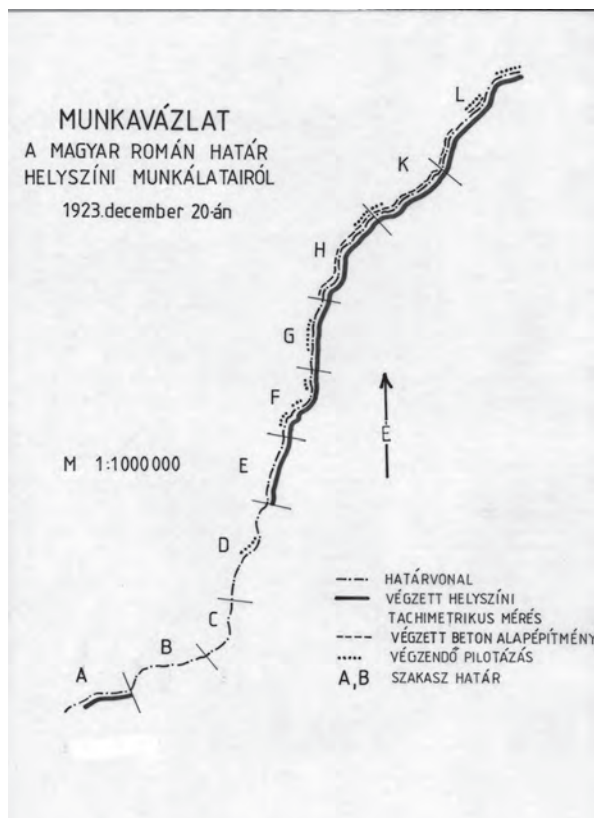 MUNKAVÁZLAT
A MAGYAR ROMÁN HATÁR
HELYSZÍNI MUNKÁLATAIRÓL
1923.december 20-án
L
K
H
G
F
É
M 1:1000000
E
D
C
B
A
HATÁRVONAL
VÉGZETT HELYSZÍNI
TACHIMETRIKUS MÉRÉS
VÉGZETT BETON ALAPÉPÍTMÉNY
VÉGZENDŐ PILOTÁZÁS
A,B SZAKASZ HATÁR